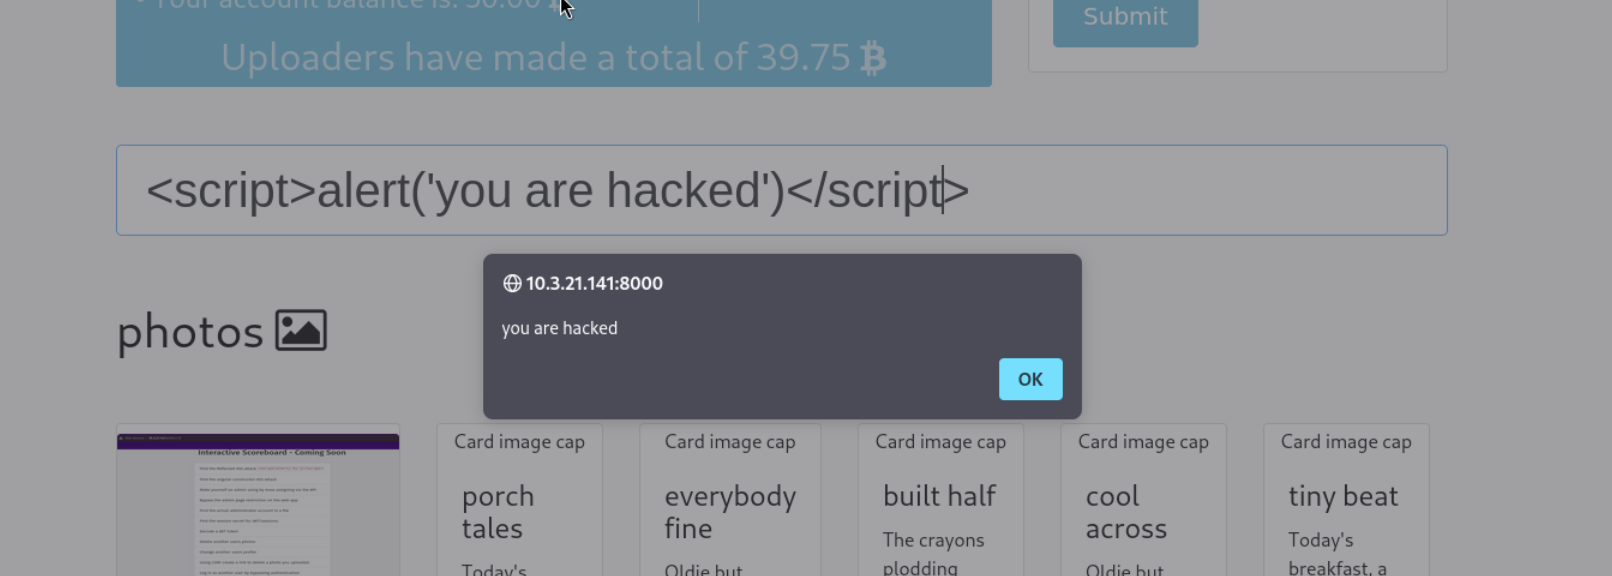 • Your account balance is: 30.00 ₿
Uploaders have made a total of 39.75 ₿
Submit
<script>alert('you are hacked')</script>
10.3.21.141:8000
you are hacked
OK
photos
Interactive Scoreboard - Coming Soon
Card image cap
porch
tales
Today's
Card image cap
everybody
fine
Oldie but
Card image cap
built half
The crayons
plodding
Card image cap
cool
across
Oldie but
Card image cap
tiny beat
Today's
breakfast, a